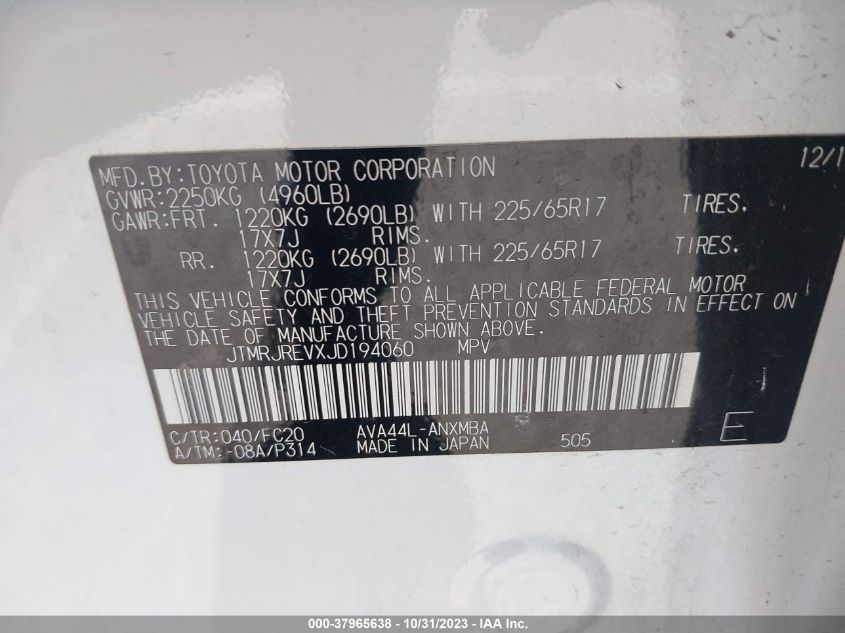 MFD.BY:TOYOTA MOTOR CORPORATION 12/1
GVWR:2250KG (4960LB)
GAWR:FRT. 1220KG (2690LB) WITH 225/65R17 TIRES.
17X7J RIMS.
RR. 1220KG (2690LB) WITH 225/65R17 TIRES.
17X7J RIMS.
THIS VEHICLE CONFORMS TO ALL APPLICABLE FEDERAL MOTOR
VEHICLE SAFETY AND THEFT PREVENTION STANDARDS IN EFFECT ON
THE DATE OF MANUFACTURE SHOWN ABOVE.
JTMRJREVXJD194060 MPV
C/TR:040/FC20 AVA44L-ANXMBA
A/TM:-08A/P314 MADE IN JAPAN 505 E
000-37965638 - 10/31/2023 - IAA Inc.